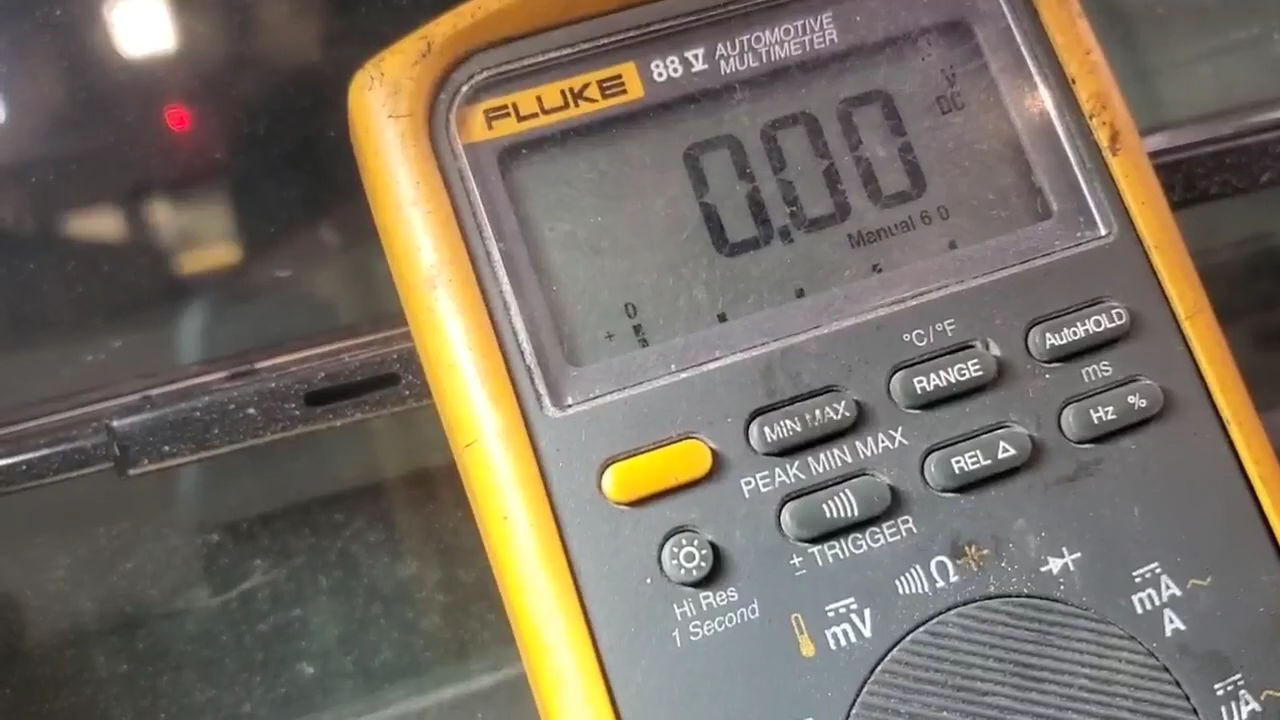 FLUKE 88 V AUTOMOTIVE
MULTIMETER
V
DC
0.00
Manual 6 0
0
+
°C/°F
MIN MAX RANGE AutoHOLD
PEAK MIN MAX ms
REL Δ Hz %
± TRIGGER
Hi Res
1 Second
mV Ω mA
A
µA